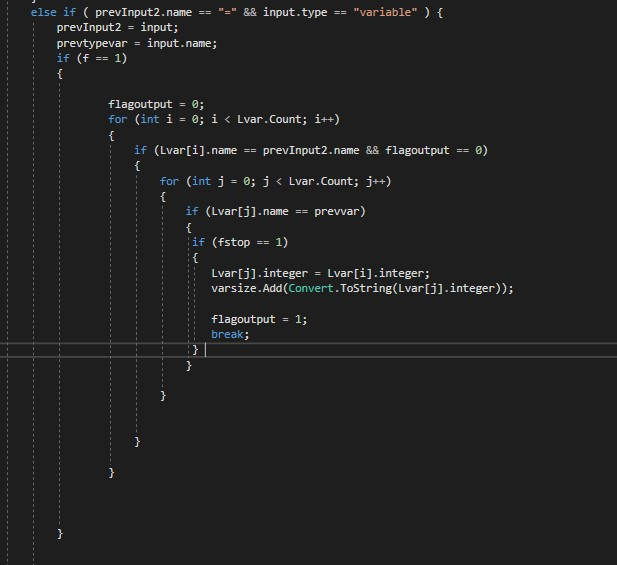 }
else if ( prevInput2.name == "=" && input.type == "variable" ) {
prevInput2 = input;
prevtypevar = input.name;
if (f == 1)
{
flagoutput = 0;
for (int i = 0; i < Lvar.Count; i++)
{
if (Lvar[i].name == prevInput2.name && flagoutput == 0)
{
for (int j = 0; j < Lvar.Count; j++)
{
if (Lvar[j].name == prevvar)
{
if (fstop == 1)
{
Lvar[j].integer = Lvar[i].integer;
varsize.Add(Convert.ToString(Lvar[j].integer));
flagoutput = 1;
break;
}
}
}
}
}
}